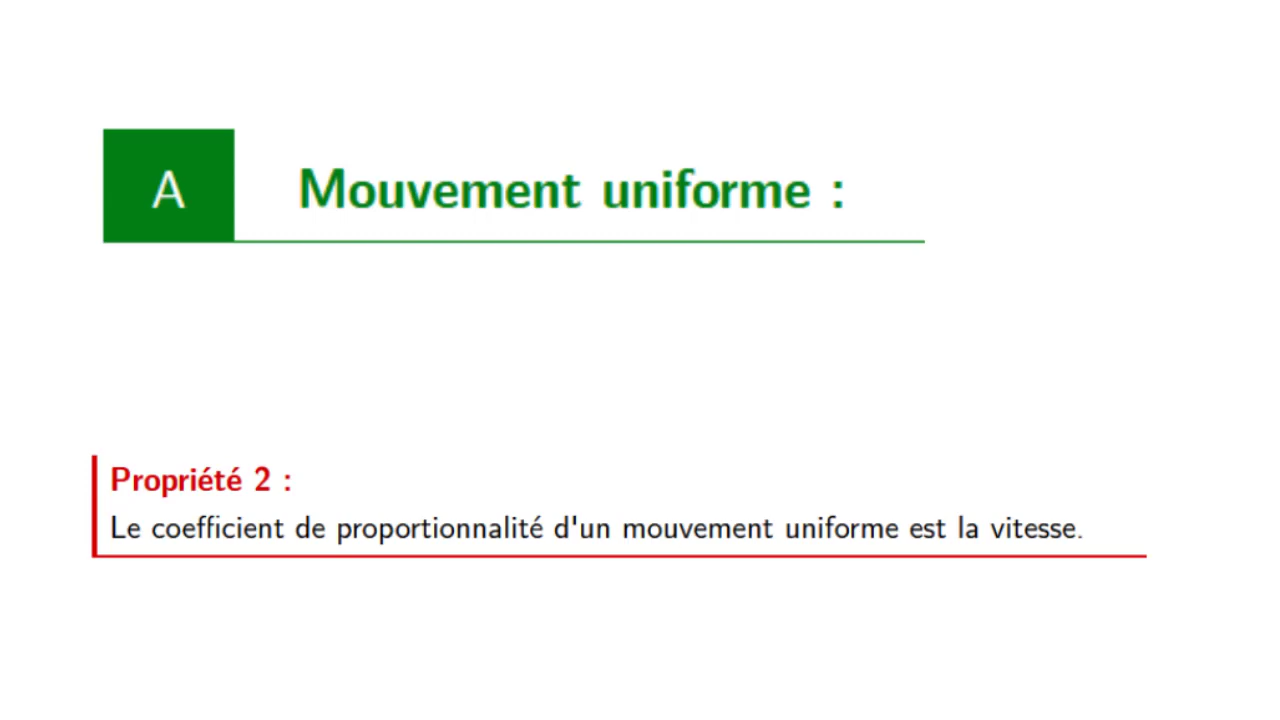 A Mouvement uniforme :
Propriété 2 :
Le coefficient de proportionnalité d'un mouvement uniforme est la vitesse.